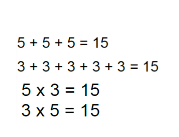 5 + 5 + 5 = 15
3 + 3 + 3 + 3 + 3 = 15
5 x 3 = 15
3 x 5 = 15